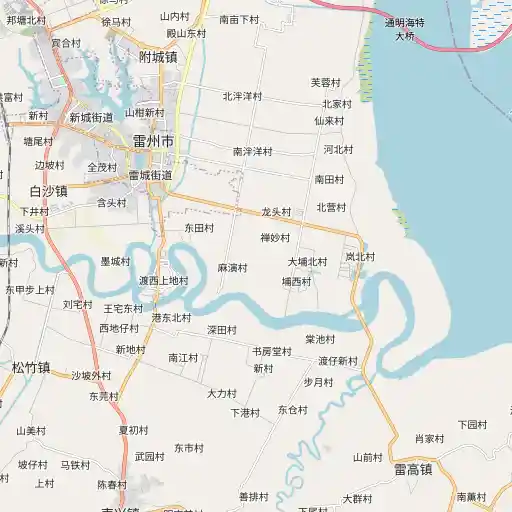 邦塘北村
徐马村
山内村
南亩下村
殿山东村
通明海特
大桥
宾合村
附城镇
芙蓉村
北泮洋村
北家村
山柑新村
仙来村
新村
新城街道
塘尾村
雷州市
南泮洋村
河北村
边坡村
全茂村
雷城街道
南田村
白沙镇
含头村
下井村
龙头村
北营村
溪头村
东田村
禅妙村
墨城村
麻演村
大埔北村
岚北村
渡西上地村
埔西村
东甲步上村
刘宅村
王宅东村
港东北村
西地仔村
深田村
棠池村
新地村
南江村
书房堂村
渡仔新村
松竹镇
沙坡外村
新村
步月村
东芫村
大力村
下港村
东仓村
下园村
山美村
夏初村
肖家村
东市村
坡仔村
马铁村
武园村
山前村
雷高镇
上村
陈春村
善排村
大群村
南薰村